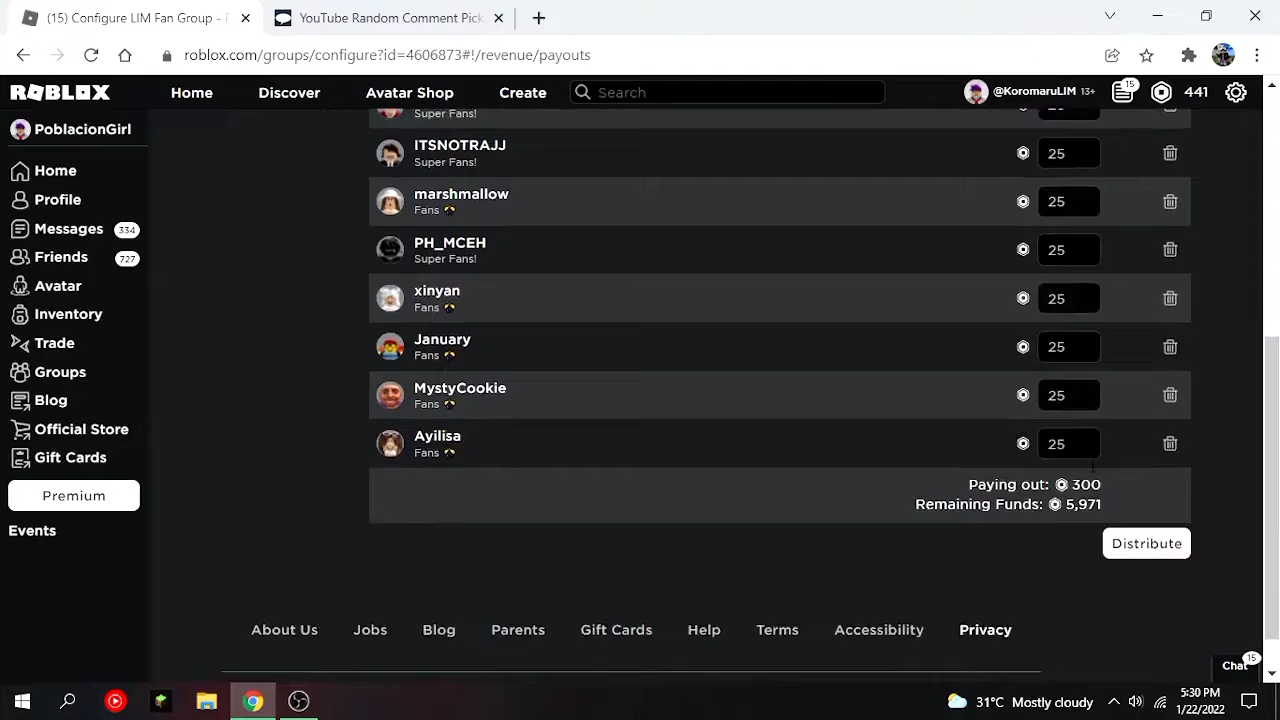 (15) Configure LIM Fan Group -
YouTube Random Comment Pick
roblox.com/groups/configure?id=4606873#!/revenue/payouts
ROBLOX
Home
Discover
Avatar Shop
Create
Search
@KoromaruLIM 13+
15
441
PoblacionGirl
Home
Profile
Messages 334
Friends 727
Avatar
Inventory
Trade
Groups
Blog
Official Store
Gift Cards
Premium
Events
Super Fans!
ITSNOTRAJJ
Super Fans!
25
marshmallow
Fans
25
PH_MCEH
Super Fans!
25
xinyan
Fans
25
January
Fans
25
MystyCookie
Fans
25
Ayilisa
Fans
25
Paying out: 300
Remaining Funds: 5,971
Distribute
About Us
Jobs
Blog
Parents
Gift Cards
Help
Terms
Accessibility
Privacy
Chat 15
31°C Mostly cloudy
5:30 PM
1/22/2022